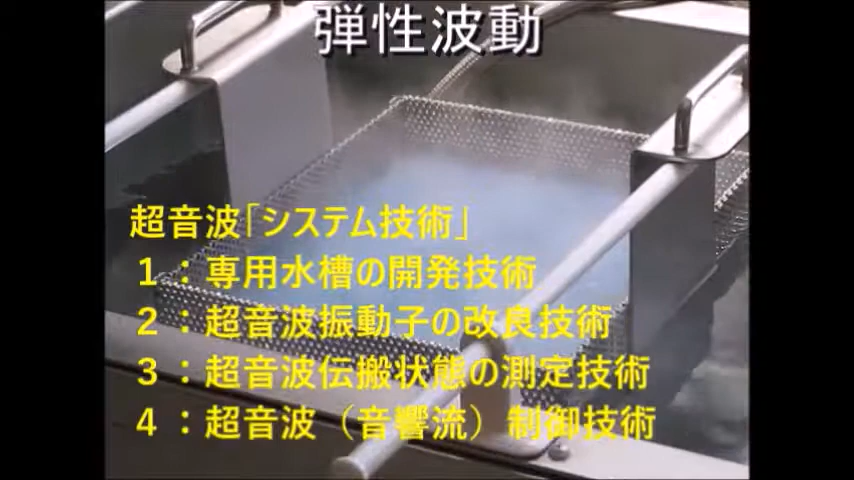 弾性波動
超音波「システム技術」
１：専用水槽の開発技術
２：超音波振動子の改良技術
３：超音波伝搬状態の測定技術
４：超音波（音響流）制御技術